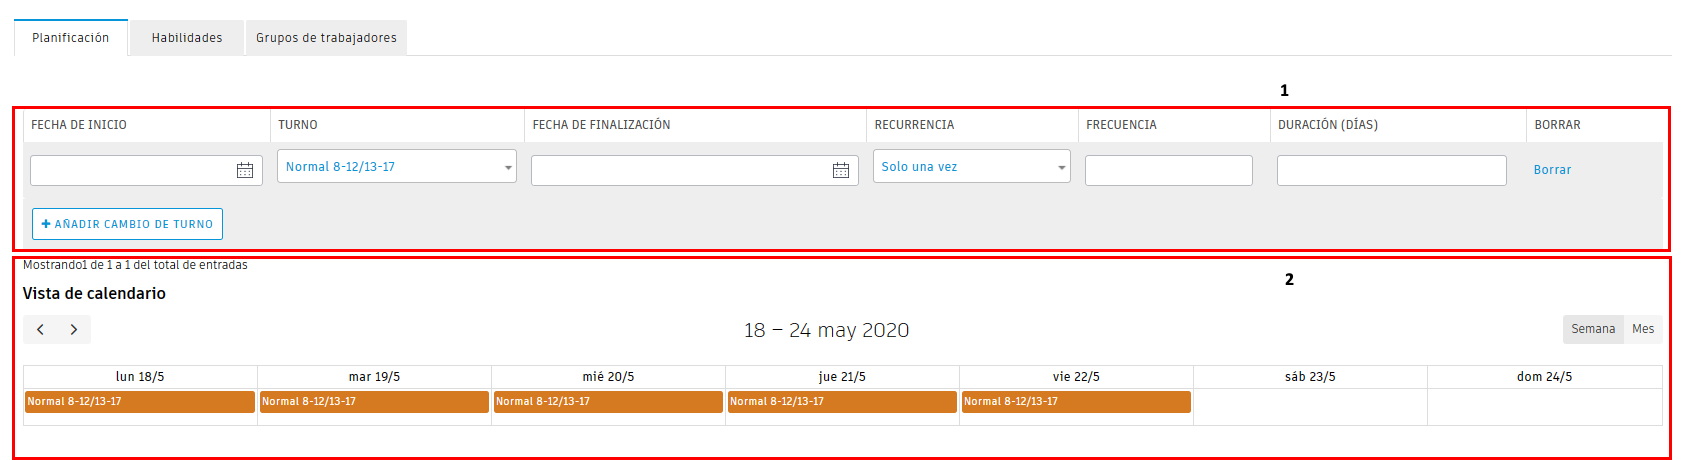 Planificación Habilidades Grupos de trabajadores
1
FECHA DE INICIO TURNO FECHA DE FINALIZACIÓN RECURRENCIA FRECUENCIA DURACIÓN (DÍAS) BORRAR
Normal 8-12/13-17 Solo una vez Borrar
+ AÑADIR CAMBIO DE TURNO
Mostrando1 de 1 a 1 del total de entradas
2
Vista de calendario
18 – 24 may 2020 Semana Mes
lun 18/5 mar 19/5 mié 20/5 jue 21/5 vie 22/5 sáb 23/5 dom 24/5
Normal 8-12/13-17 Normal 8-12/13-17 Normal 8-12/13-17 Normal 8-12/13-17 Normal 8-12/13-17